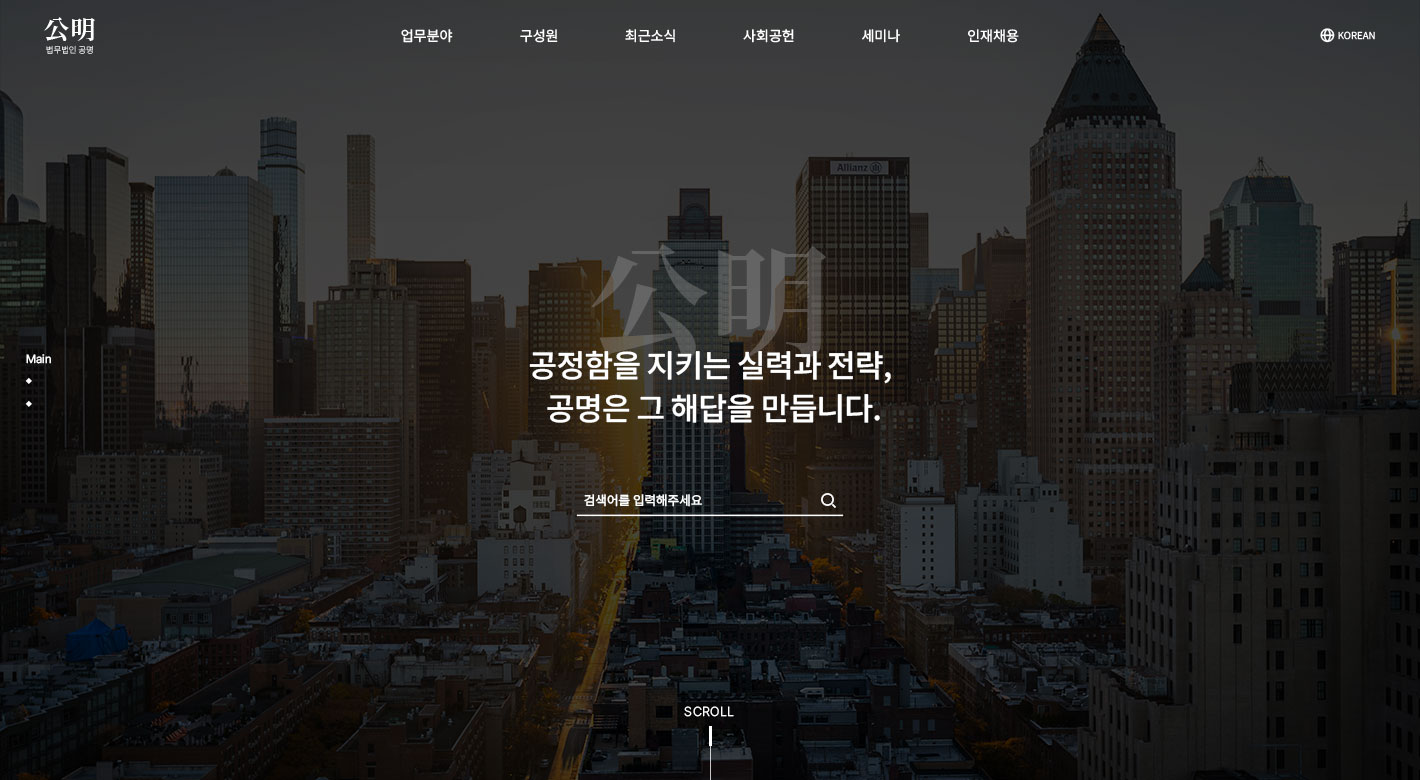 公明
법무법인 공명
업무분야
구성원
최근소식
사회공헌
세미나
인재채용
KOREAN
Allianz
公明
Main
공정함을 지키는 실력과 전략,
공명은 그 해답을 만듭니다.
검색어를 입력해주세요
SCROLL